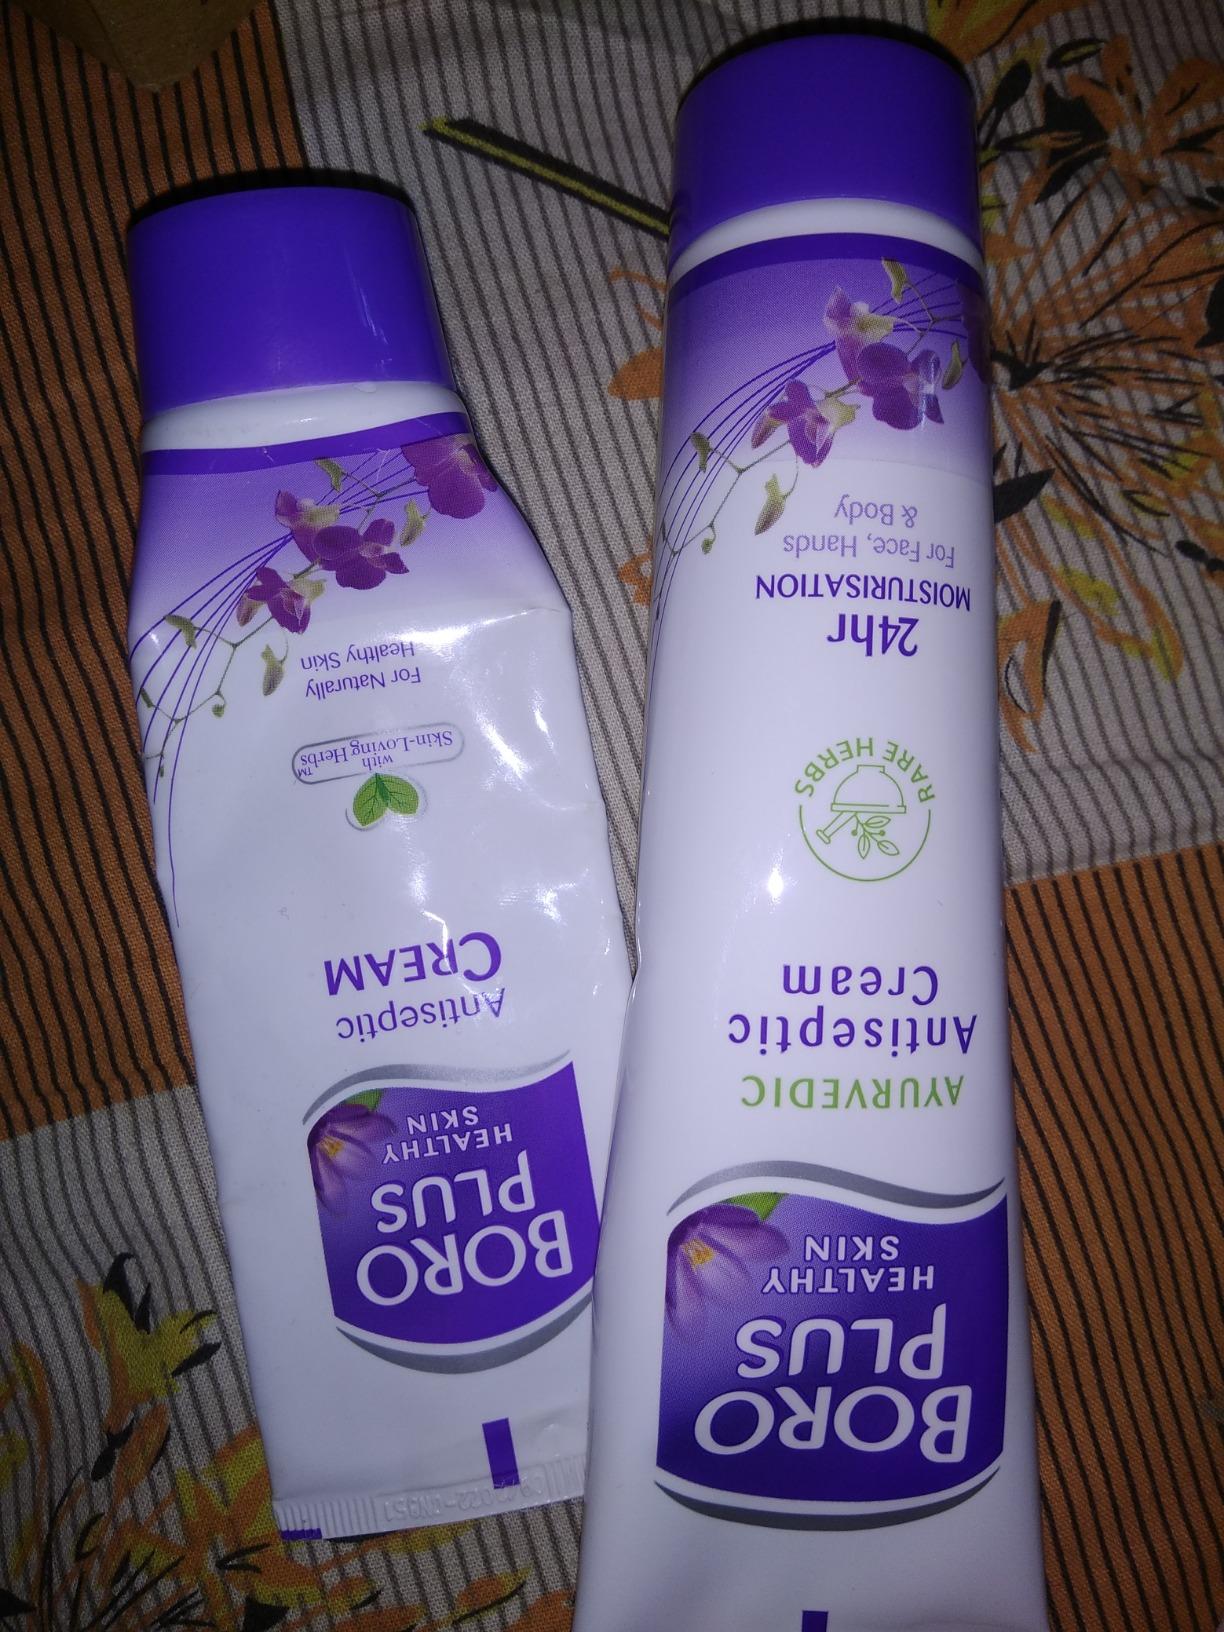 BORO
PLUS
HEALTHY
SKIN
AYURVEDIC
Antiseptic
Cream
RARE HERBS
24hr
MOISTURISATION
For Face, Hands
& Body
BORO
PLUS
HEALTHY
SKIN
Antiseptic
CREAM
with
Skin-Loving Herbs™
For Naturally
Healthy Skin